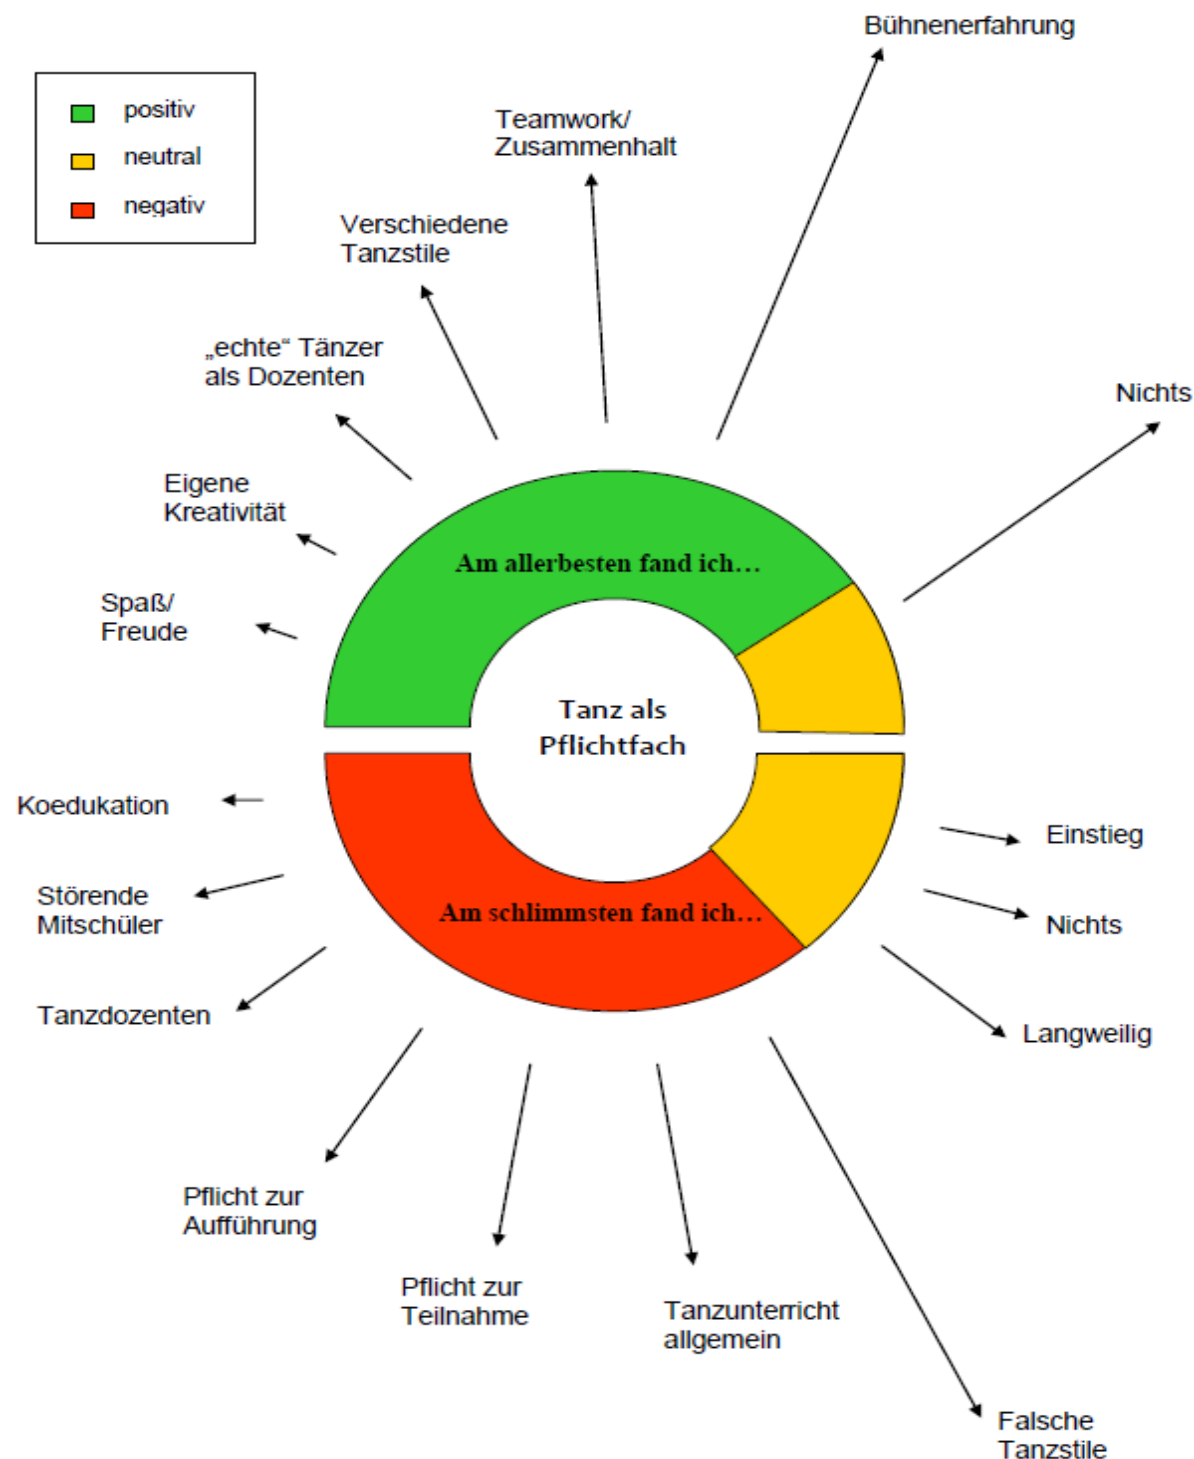 Bühnenerfahrung
positiv
neutral
negativ
Teamwork/
Zusammenhalt
Verschiedene
Tanzstile
„echte“ Tänzer
als Dozenten
Nichts
Eigene
Kreativität
Am allerbesten fand ich…
Spaß/
Freude
Tanz als
Pflichtfach
Koedukation
Einstieg
Störende
Mitschüler
Am schlimmsten fand ich…
Nichts
Tanzdozenten
Langweilig
Pflicht zur
Aufführung
Pflicht zur
Teilnahme
Tanzunterricht
allgemein
Falsche
Tanzstile